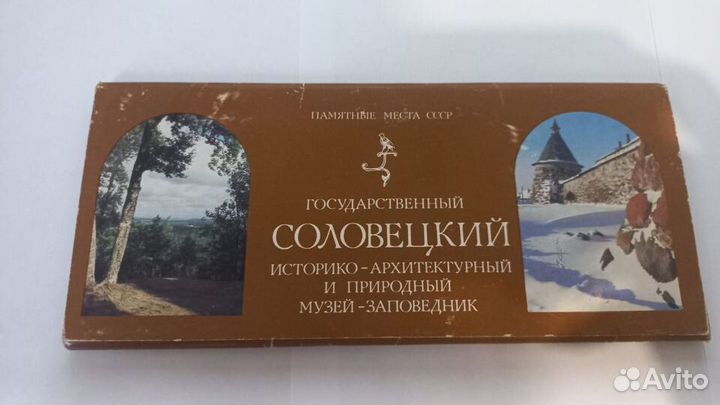 ПАМЯТНЫЕ МЕСТА СССР
ГОСУДАРСТВЕННЫЙ
СОЛОВЕЦКИЙ
ИСТОРИКО-АРХИТЕКТУРНЫЙ
И ПРИРОДНЫЙ
МУЗЕЙ-ЗАПОВЕДНИК
Avito